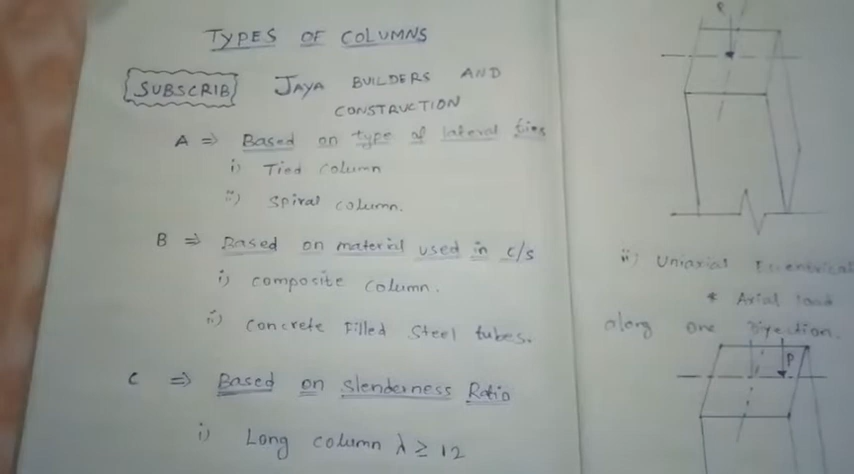 TYPES OF COLUMNS
SUBSCRIB
JAYA BUILDERS AND
CONSTRUCTION
A ⇒ Based on type of lateral ties
i) Tied column
ii) spiral column.
B ⇒ Based on material used in c/s
i) composite column.
ii) concrete filled steel tubes.
C ⇒ Based on Slenderness Ratio
i) Long column λ ≥ 12
P
ii) Uniaxial
* Axial load
along one Direction.
P